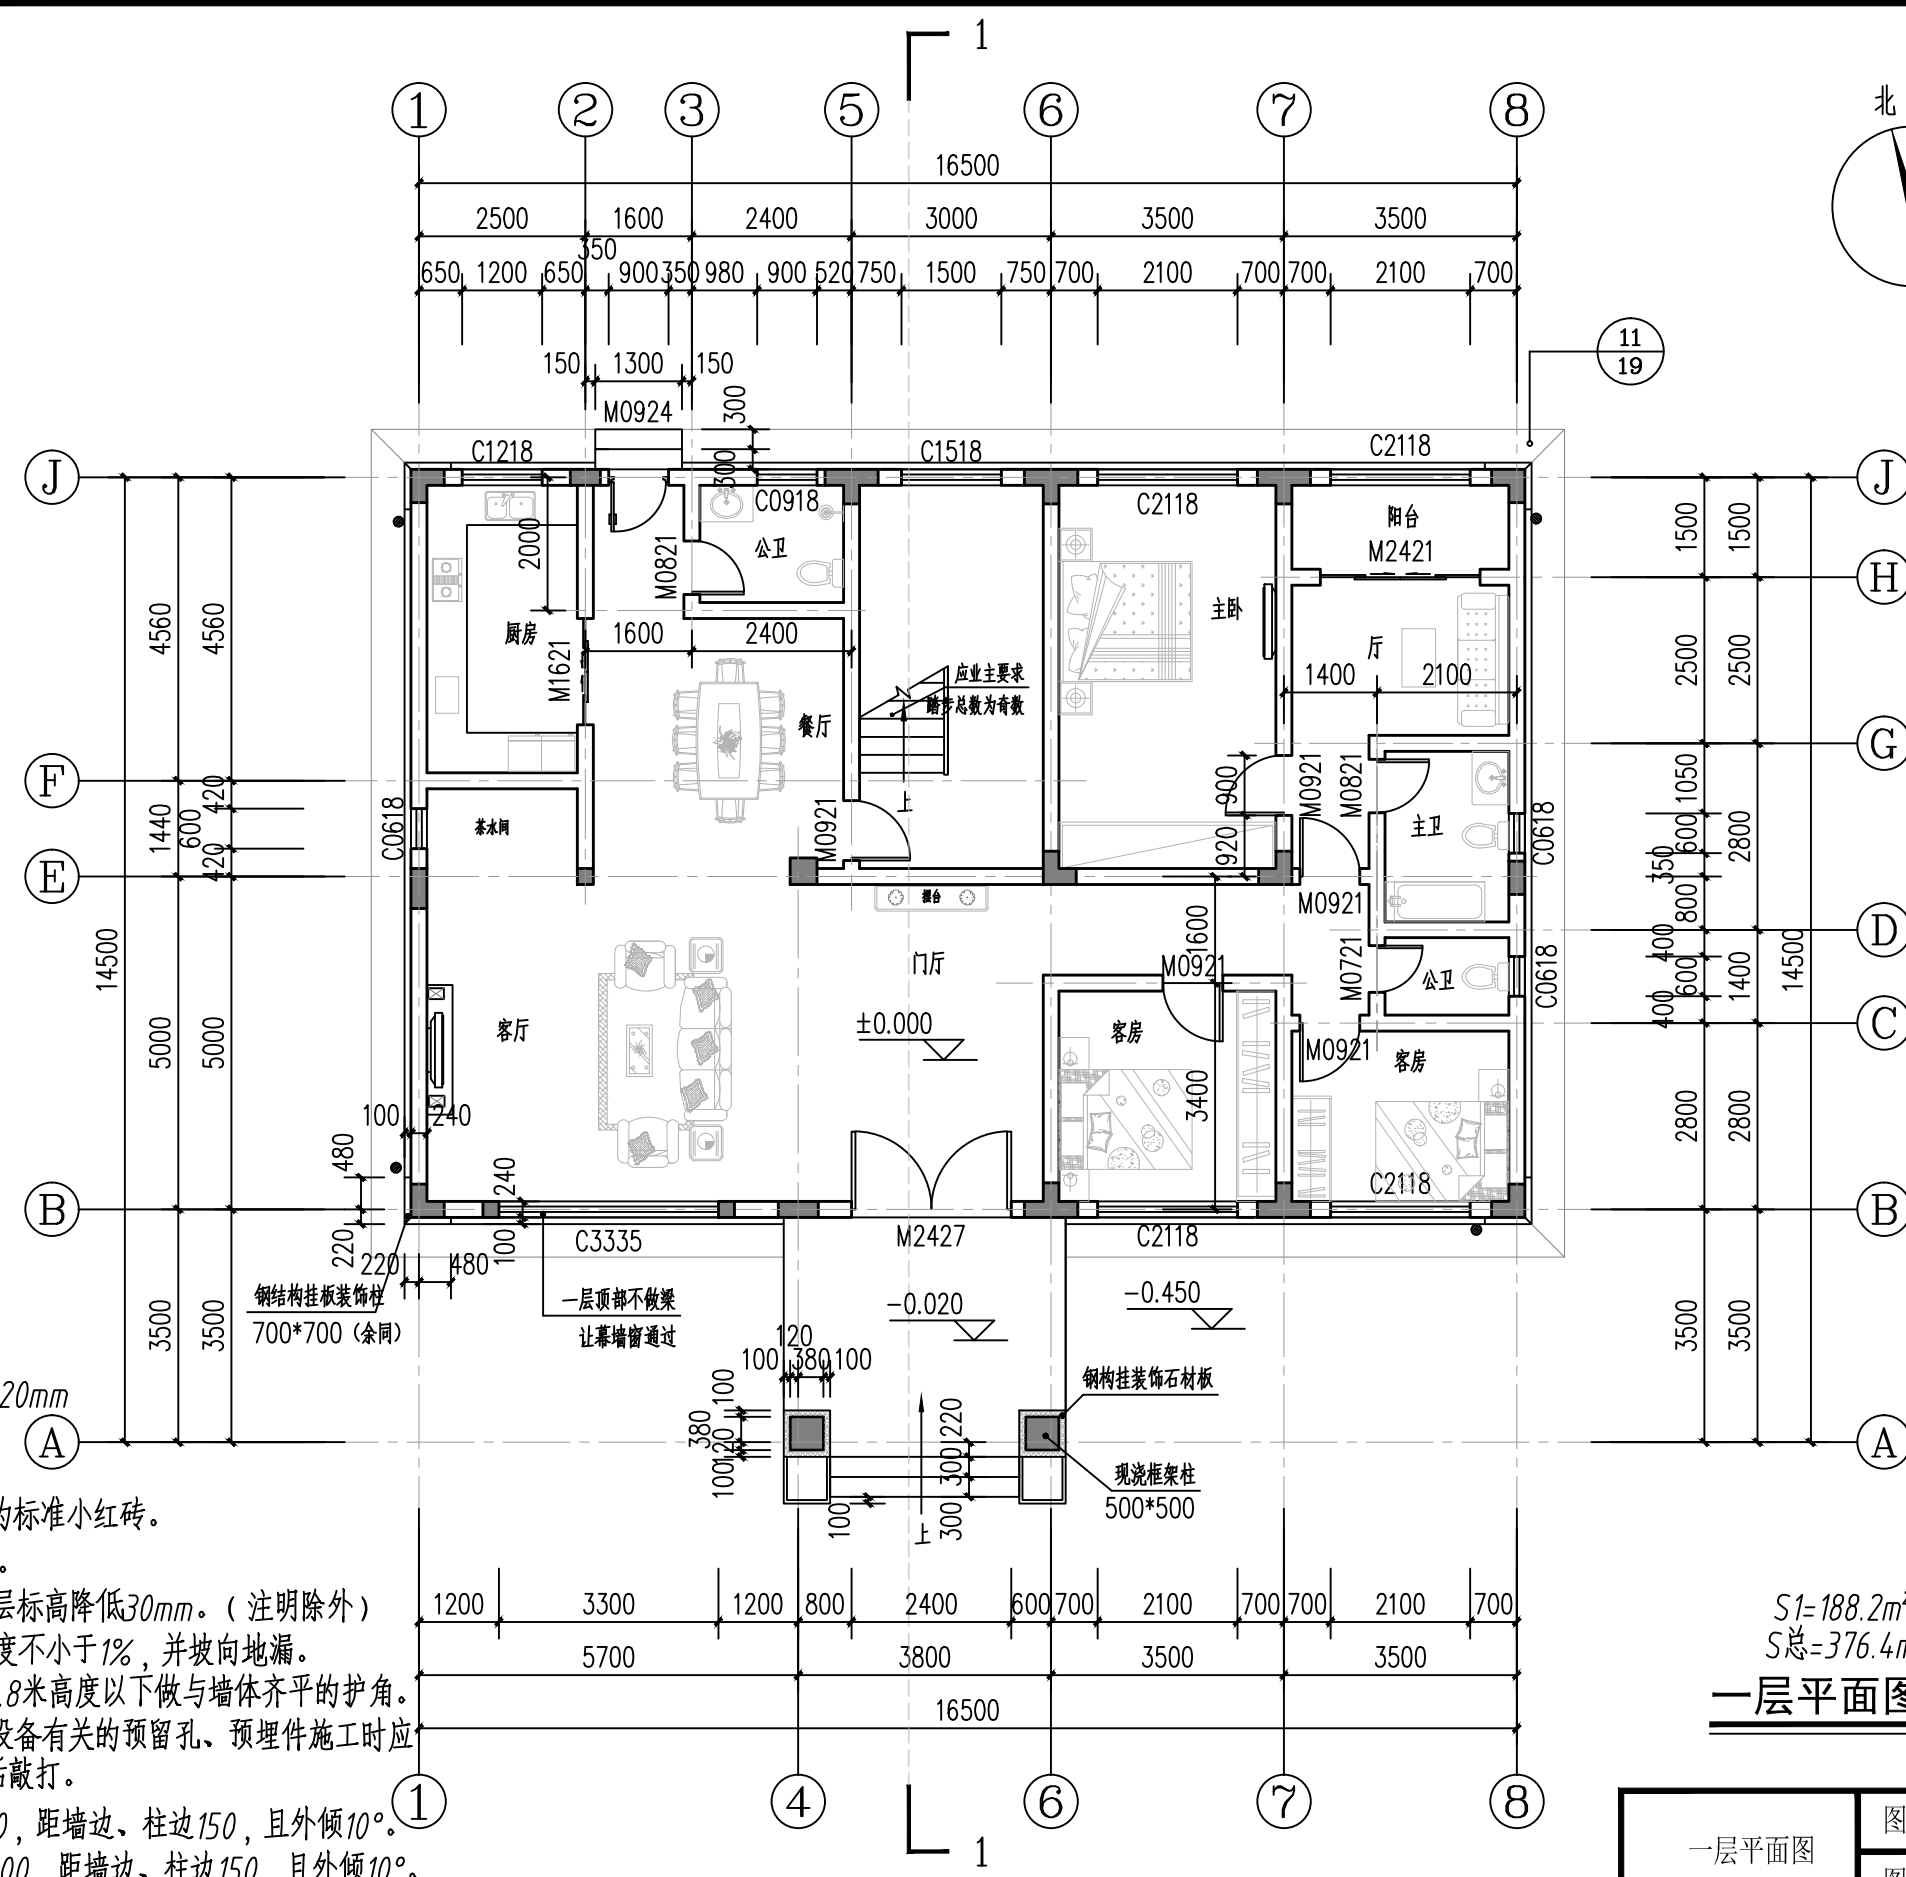 1
① ② ③ ⑤ ⑥ ⑦ ⑧
北
16500
2500 1600 2400 3000 3500 3500
350
650 1200 650 900 350 980 900 520 750 1500 750 700 2100 700 700 2100 700
11
19
150 1300 150
M0924
300
300
C1218
C1518
C2118
J
J
C0918
C2118
阳台
M2421
2000
公卫
M0821
1500
1500
H
厨房
M1621
1600 2400
主卧
厅
1400 2100
4560
4560
2500
2500
应业主要求
踏步总数为奇数
餐厅
G
F
420
1440
600
420
C0618
茶水间
M0921
上
900
920
M0921
M0821
主卫
C0618
1050
600
350
800
2800
E
摆台
M0921
D
14500
门厅
1600
M0921
M0721
公卫
C0618
400
600
400
1400
14500
C
客厅
±0.000
客房
M0921
客房
5000
5000
3400
2800
2800
100 240
480
240
C2118
B
B
220
100
C3335
M2427
C2118
220 480
钢结构挂板装饰柱
700*700(余同)
一层顶部不做梁
让幕墙窗通过
-0.020
-0.450
3500
3500
3500
3500
120
100 380 100
钢构挂装饰石材板
20mm
100
380
120
100
220
300
300
A
A
现浇框架柱
500*500
100
上
的标准小红砖。
。
层标高降低30mm。(注明除外)
度不小于1%,并坡向地漏。
.8米高度以下做与墙体齐平的护角。
设备有关的预留孔、预埋件施工时应
后敲打。
0,距墙边、柱边150,且外倾10°。
00,距墙边、柱边150,且外倾10°。
1200 3300 1200 800 2400 600 700 2100 700 700 2100 700
5700 3800 3500 3500
16500
① ④ ⑥ ⑦ ⑧
1
S1=188.2m²
S总=376.4m
一层平面图
一层平面图
图
图